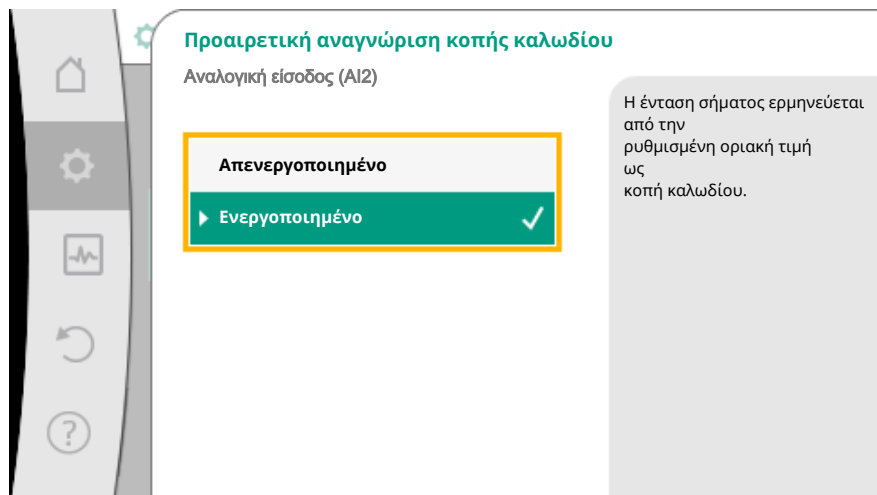 Προαιρετική αναγνώριση κοπής καλωδίου
Αναλογική είσοδος (AI2)
Απενεργοποιημένο
Ενεργοποιημένο
Η ένταση σήματος ερμηνεύεται
από την
ρυθμισμένη οριακή τιμή
ως
κοπή καλωδίου.
?